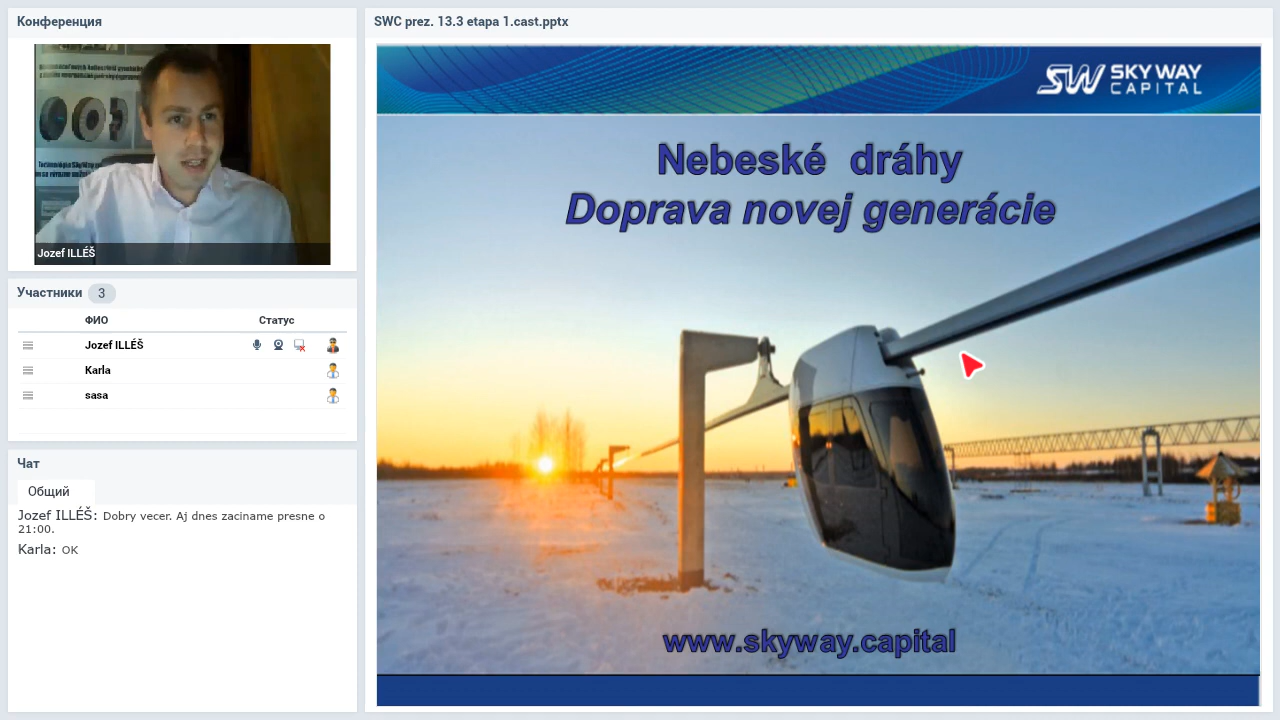 Конференция
Jozef ILLÉŠ
Участники 3
ФИО Статус
Jozef ILLÉŠ
Karla
sasa
Чат
Общий
Jozef ILLÉŠ: Dobry vecer. Aj dnes zaciname presne o
21:00.
Karla: OK
SWC prez. 13.3 etapa 1.cast.pptx
SW SKY WAY
CAPITAL
Nebeské dráhy
Doprava novej generácie
www.skyway.capital